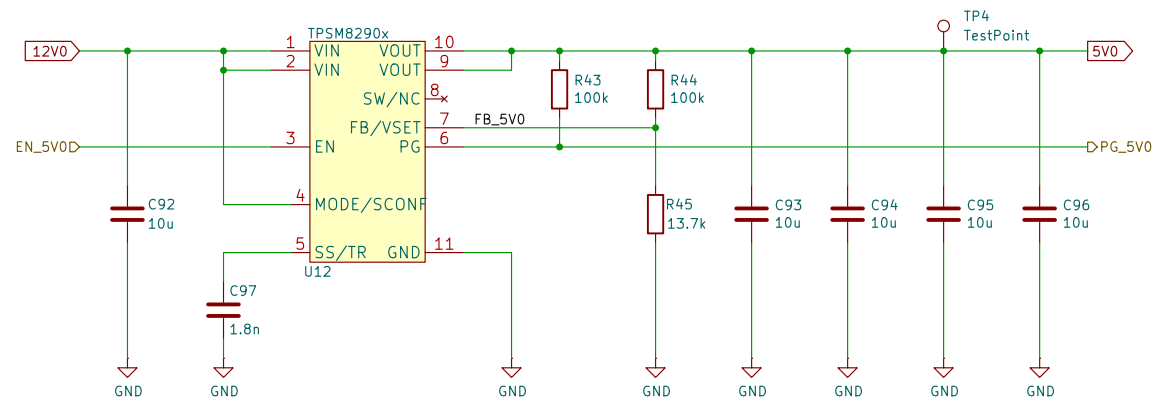 TP4
TestPoint
TPSM8290x
12V0
1 VIN VOUT 10
5V0
2 VIN VOUT 9
SW/NC 8
R43
100k
R44
100k
FB/VSET 7 FB_5V0
EN_5V0 3 EN PG 6 PG_5V0
4 MODE/SCONF
C92
10u
R45
13.7k
C93
10u
C94
10u
C95
10u
C96
10u
5 SS/TR GND 11
U12
C97
1.8n
GND GND GND GND GND GND GND GND